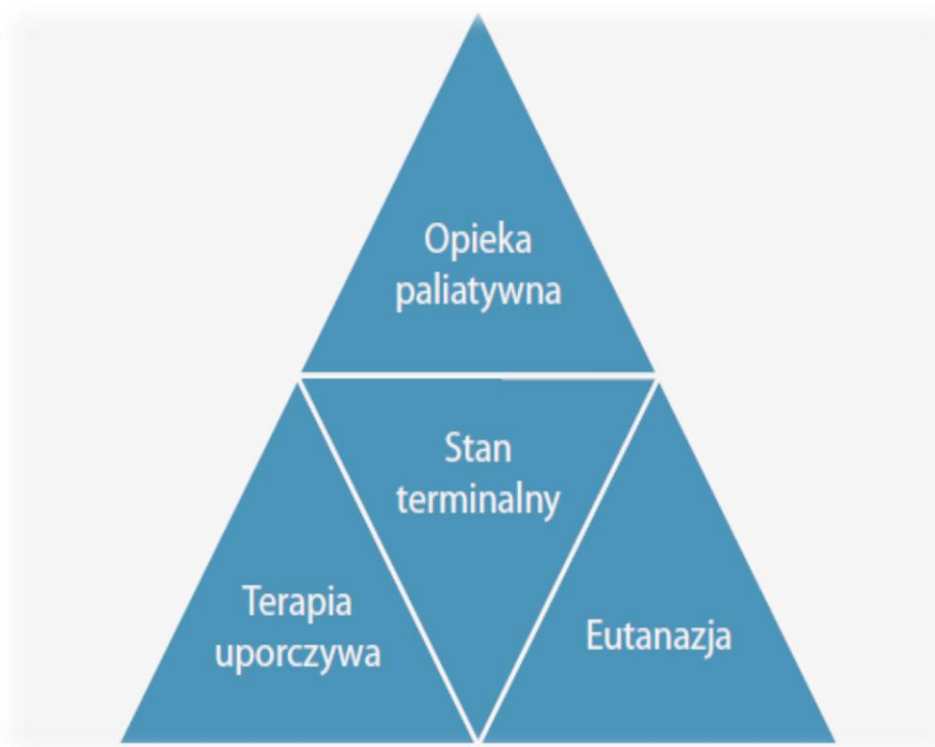 Opieka
paliatywna
Stan
terminalny
Terapia
uporczywa
Eutanazja